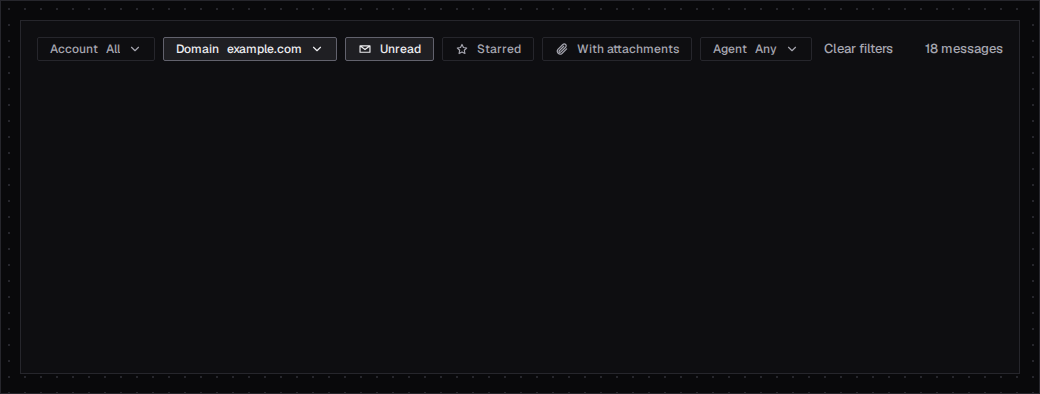 Account All Domain example.com Unread Starred With attachments Agent Any Clear filters 18 messages